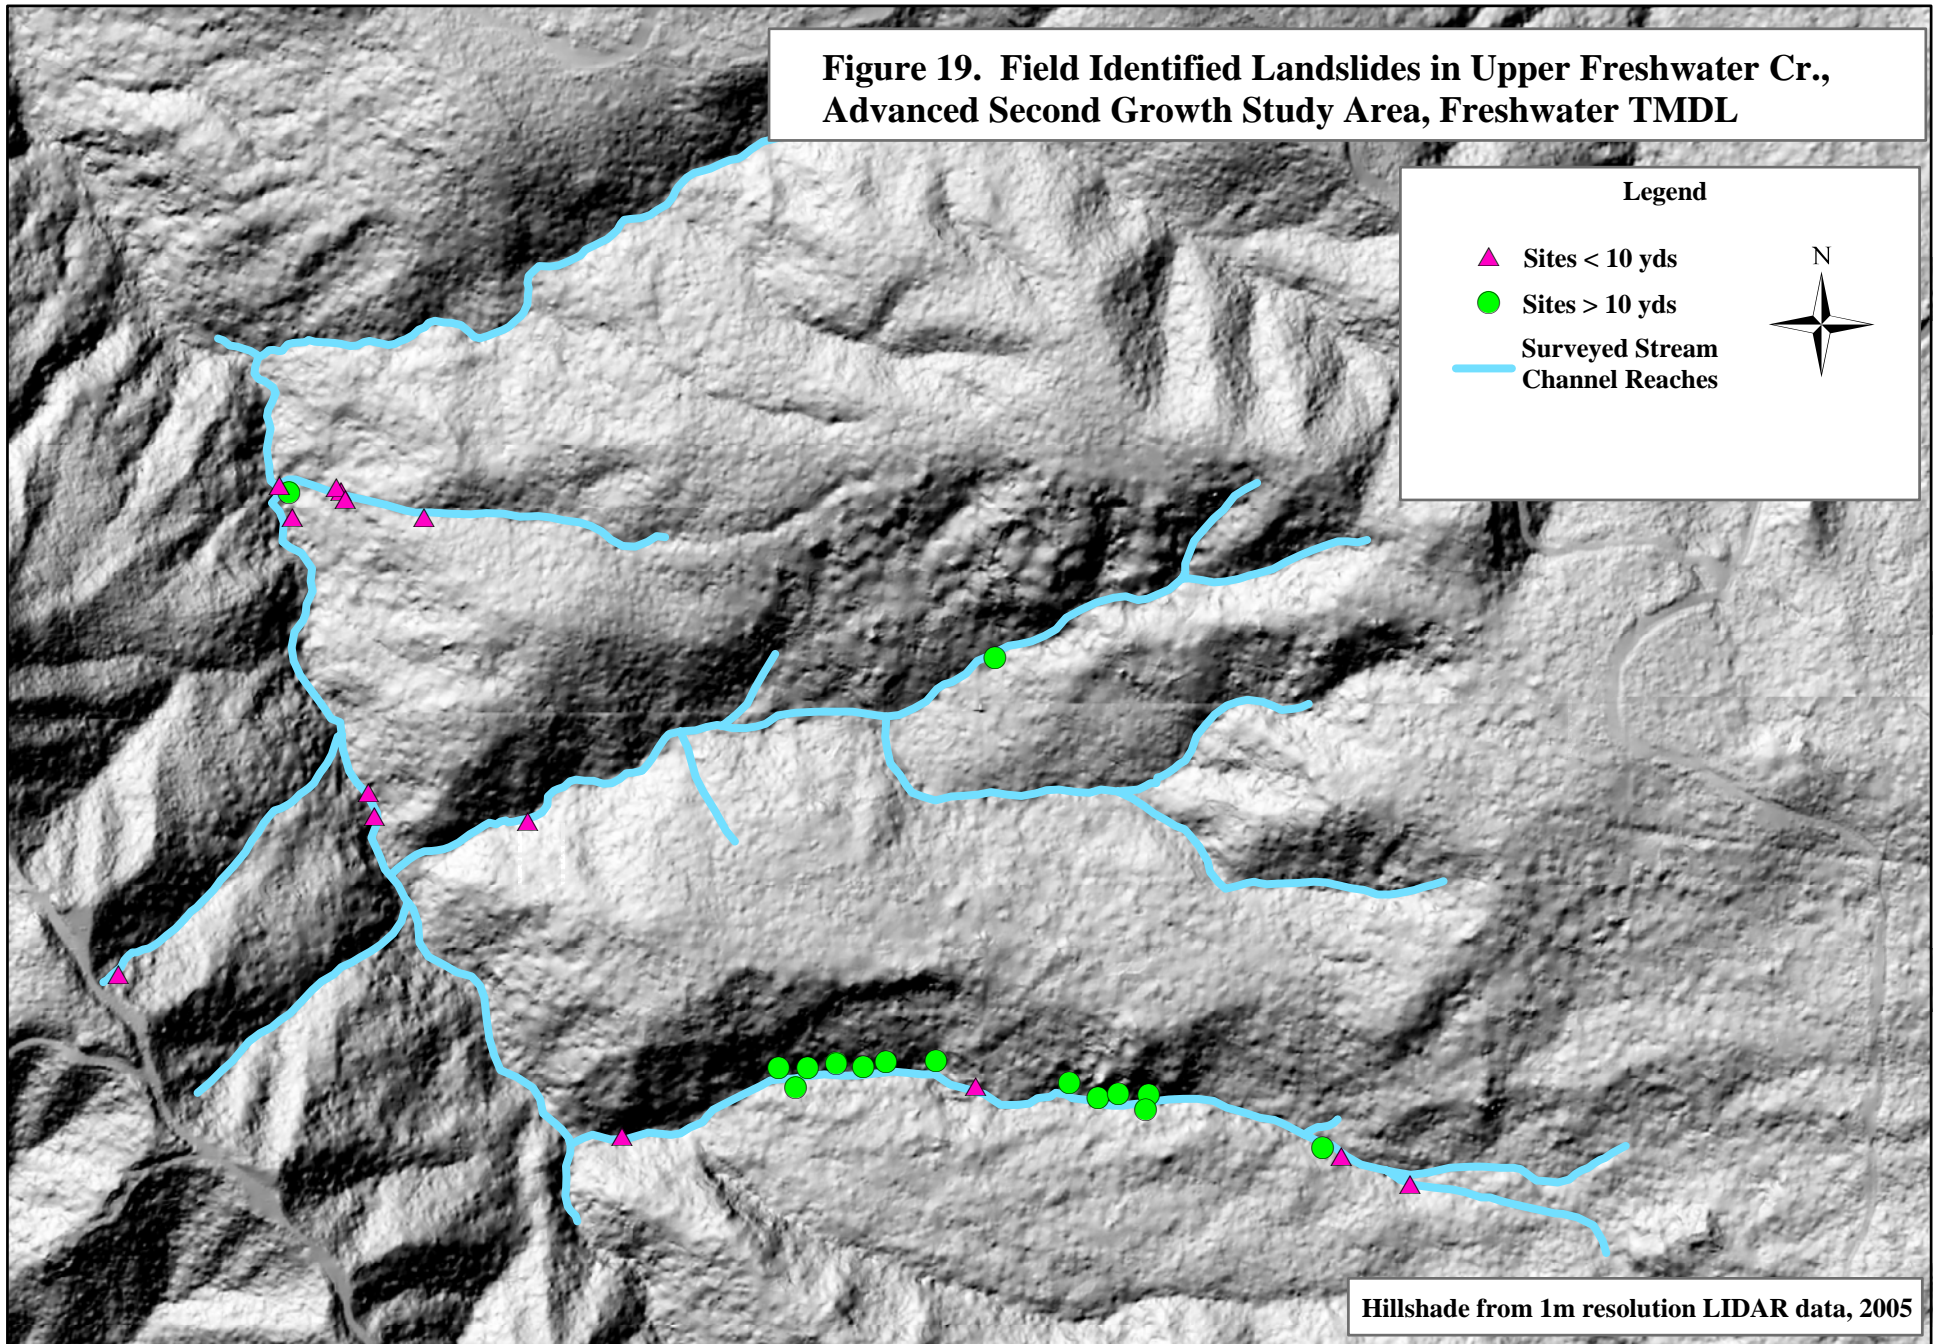 Figure 19. Field Identified Landslides in Upper Freshwater Cr.,
Advanced Second Growth Study Area, Freshwater TMDL
Legend
Sites < 10 yds
Sites > 10 yds
Surveyed Stream
Channel Reaches
N
Hillshade from 1m resolution LIDAR data, 2005